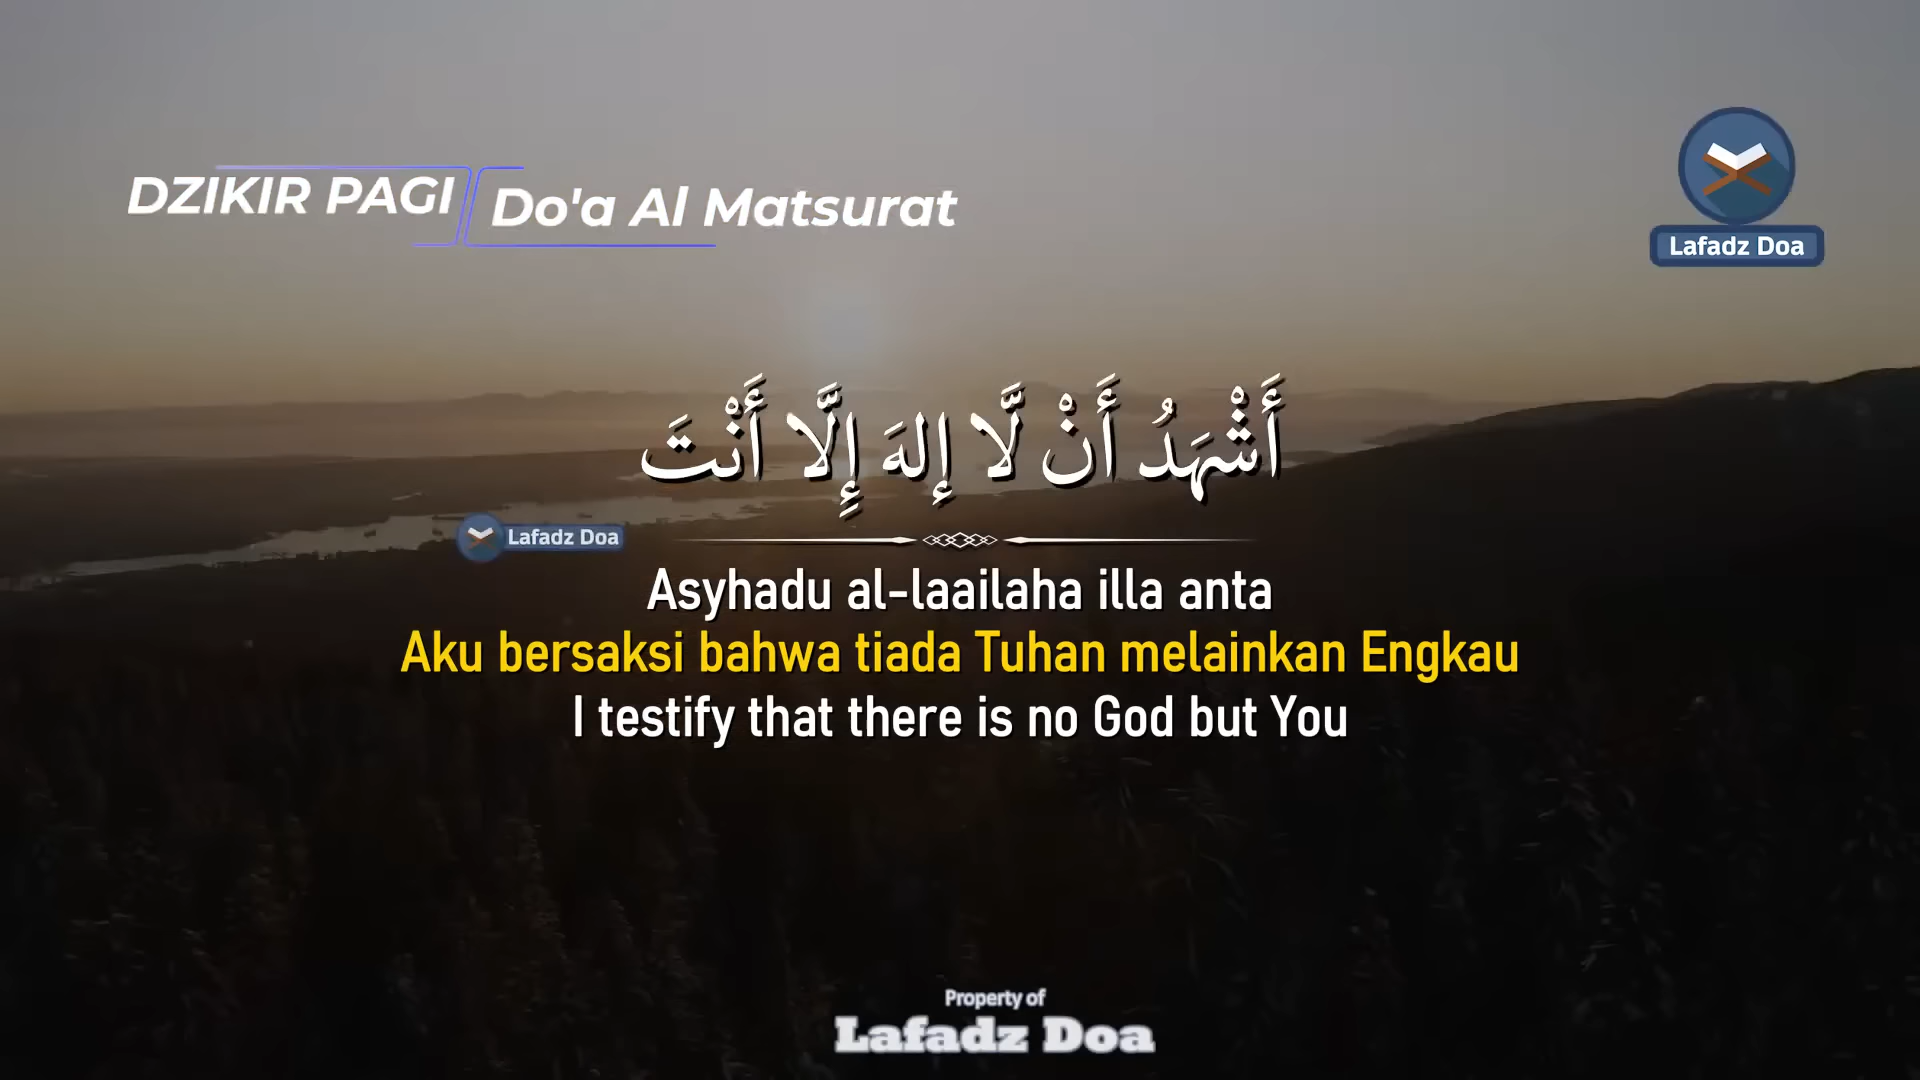 DZIKIR PAGI
Do'a Al Matsurat
Lafadz Doa
أَشْهَدُ أَنْ لَّا إِلهَ إِلَّا أَنْتَ
Lafadz Doa
Asyhadu al-laailaha illa anta
Aku bersaksi bahwa tiada Tuhan melainkan Engkau
I testify that there is no God but You
Property of
Lafadz Doa